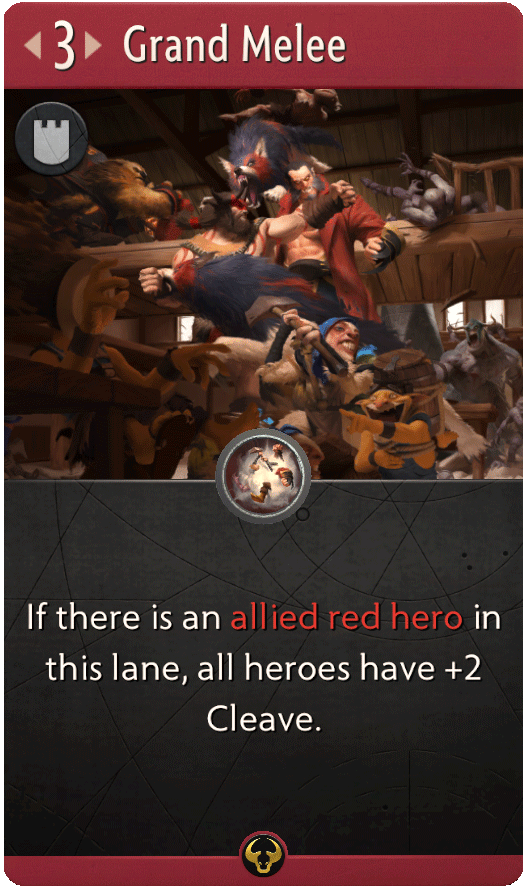 3 Grand Melee
If there is an allied red hero in
this lane, all heroes have +2
Cleave.